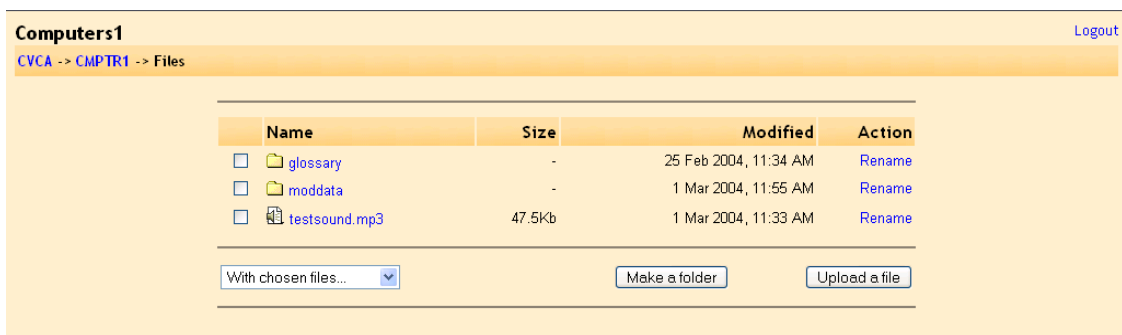 Computers1 Logout
CVCA -> CMPTR1 -> Files
Name Size Modified Action
glossary - 25 Feb 2004, 11:34 AM Rename
moddata - 1 Mar 2004, 11:55 AM Rename
testsound.mp3 47.5Kb 1 Mar 2004, 11:33 AM Rename
With chosen files... Make a folder Upload a file